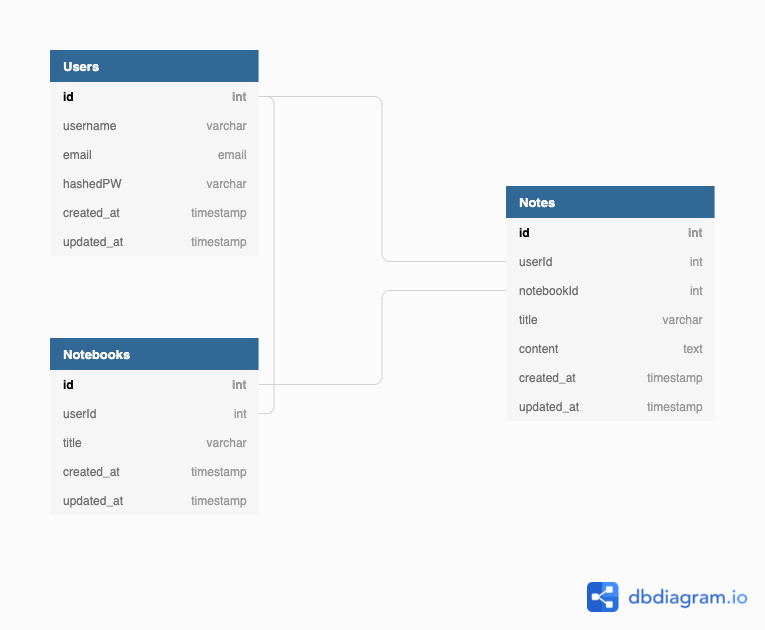 Users
id int
username varchar
email email
hashedPW varchar
created_at timestamp
updated_at timestamp
Notebooks
id int
userId int
title varchar
created_at timestamp
updated_at timestamp
Notes
id int
userId int
notebookId int
title varchar
content text
created_at timestamp
updated_at timestamp
dbdiagram.io